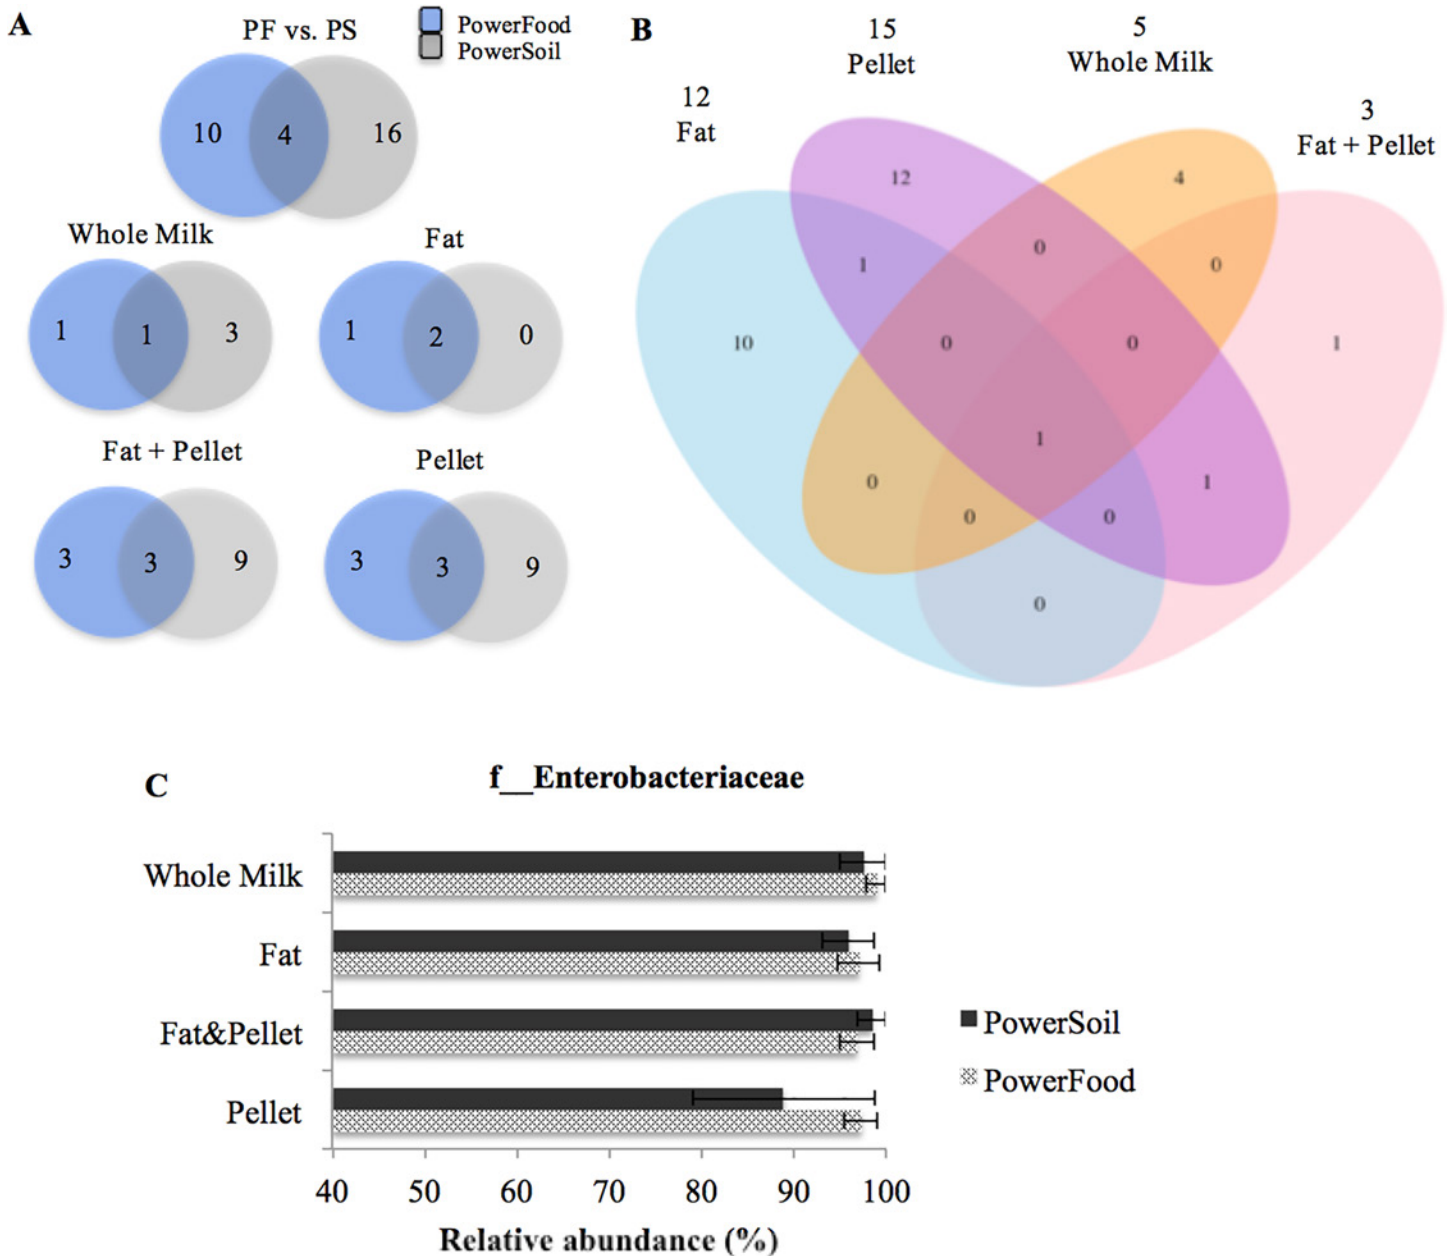 A
PF vs. PS
PowerFood
PowerSoil
10 4 16
Whole Milk
1 1 3
Fat
1 2 0
Fat + Pellet
3 3 9
Pellet
3 3 9
B
12
Fat
15
Pellet
5
Whole Milk
3
Fat + Pellet
12 4
1 0 0
10 0 0 1
1
0 1
0 0
0
C
f__Enterobacteriaceae
Whole Milk
Fat
Fat&Pellet
Pellet
PowerSoil
PowerFood
40 50 60 70 80 90 100
Relative abundance (%)